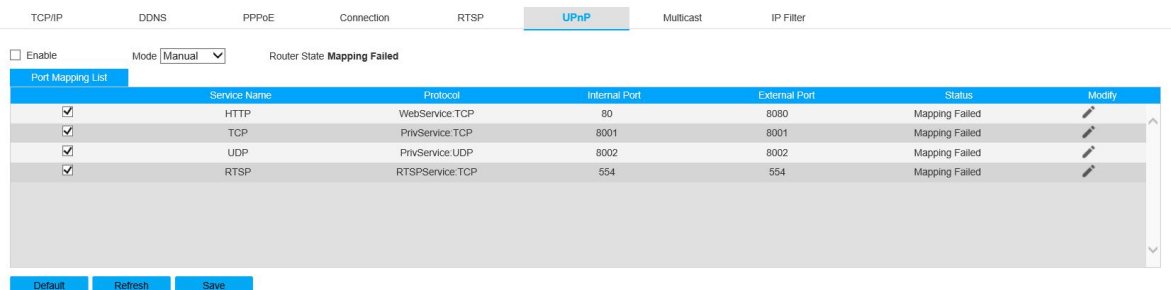 TCP/IP DDNS PPPoE Connection RTSP UPnP Multicast IP Filter
Enable Mode Manual Router State Mapping Failed
Port Mapping List
Service Name Protocol Internal Port External Port Status Modify
HTTP WebService:TCP 80 8080 Mapping Failed
TCP PrivService:TCP 8001 8001 Mapping Failed
UDP PrivService:UDP 8002 8002 Mapping Failed
RTSP RTSPService:TCP 554 554 Mapping Failed
Default Refresh Save